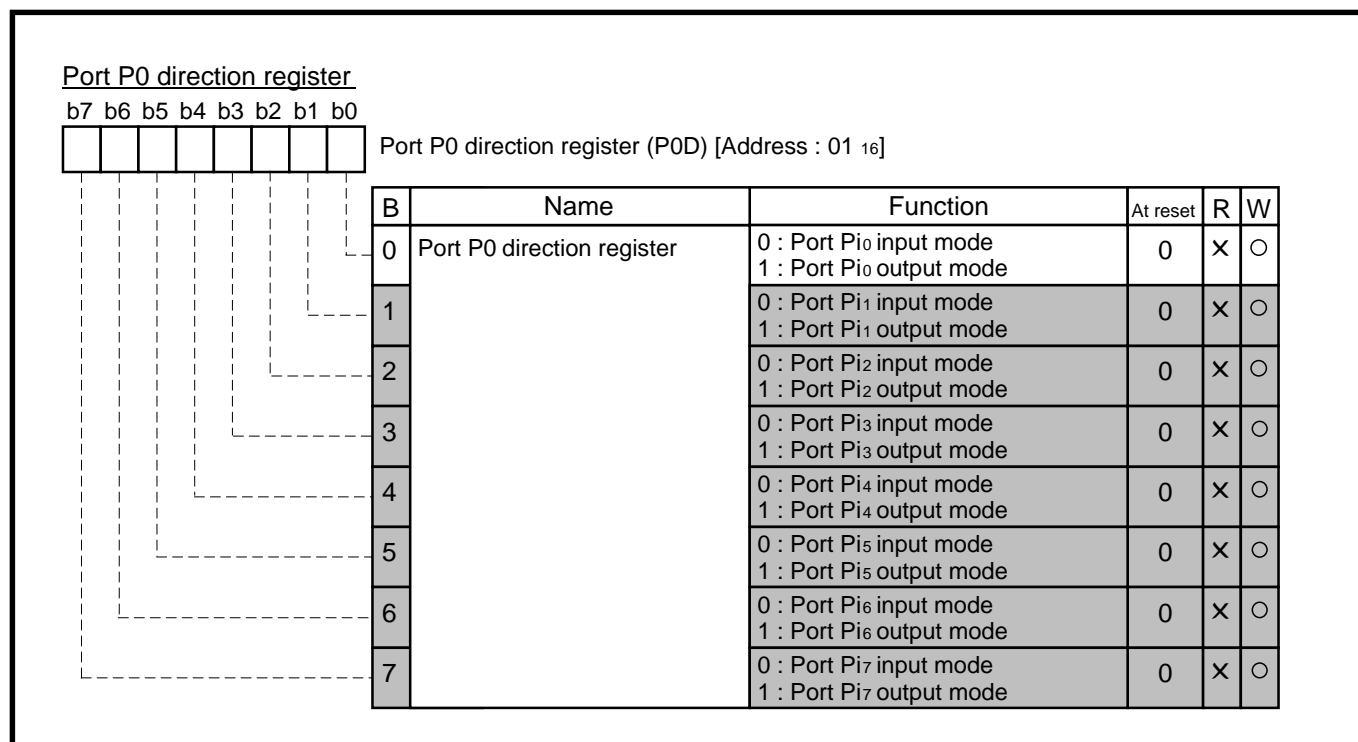 Port P0 direction register
b7 b6 b5 b4 b3 b2 b1 b0
Port P0 direction register (P0D) [Address : 01 16]
B Name Function At reset R W
0 Port P0 direction register 0 : Port Pi0 input mode 0 × ○
1 : Port Pi0 output mode
1 0 : Port Pi1 input mode 0 × ○
1 : Port Pi1 output mode
2 0 : Port Pi2 input mode 0 × ○
1 : Port Pi2 output mode
3 0 : Port Pi3 input mode 0 × ○
1 : Port Pi3 output mode
4 0 : Port Pi4 input mode 0 × ○
1 : Port Pi4 output mode
5 0 : Port Pi5 input mode 0 × ○
1 : Port Pi5 output mode
6 0 : Port Pi6 input mode 0 × ○
1 : Port Pi6 output mode
7 0 : Port Pi7 input mode 0 × ○
1 : Port Pi7 output mode